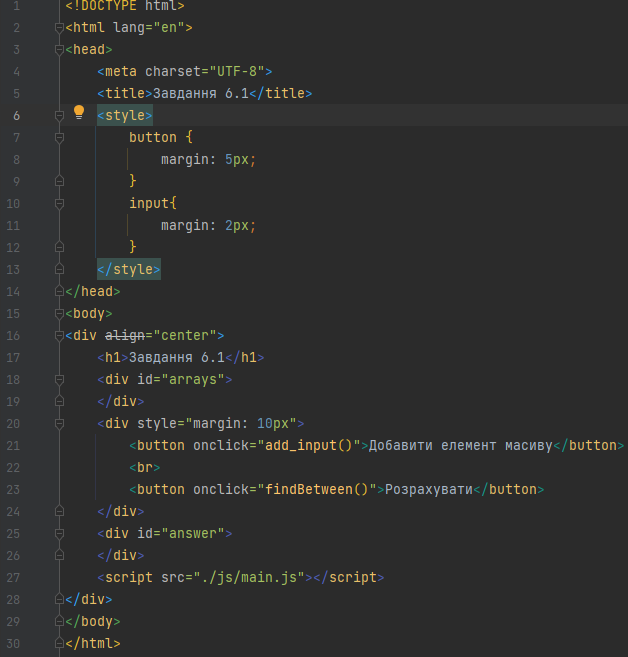 1 <!DOCTYPE html>
2 <html lang="en">
3 <head>
4 <meta charset="UTF-8">
5 <title>Завдання 6.1</title>
6 <style>
7 button {
8 margin: 5px;
9 }
10 input{
11 margin: 2px;
12 }
13 </style>
14 </head>
15 <body>
16 <div align="center">
17 <h1>Завдання 6.1</h1>
18 <div id="arrays">
19 </div>
20 <div style="margin: 10px">
21 <button onclick="add_input()">Добавити елемент масиву</button>
22 <br>
23 <button onclick="findBetween()">Розрахувати</button>
24 </div>
25 <div id="answer">
26 </div>
27 <script src="./js/main.js"></script>
28 </div>
29 </body>
30 </html>